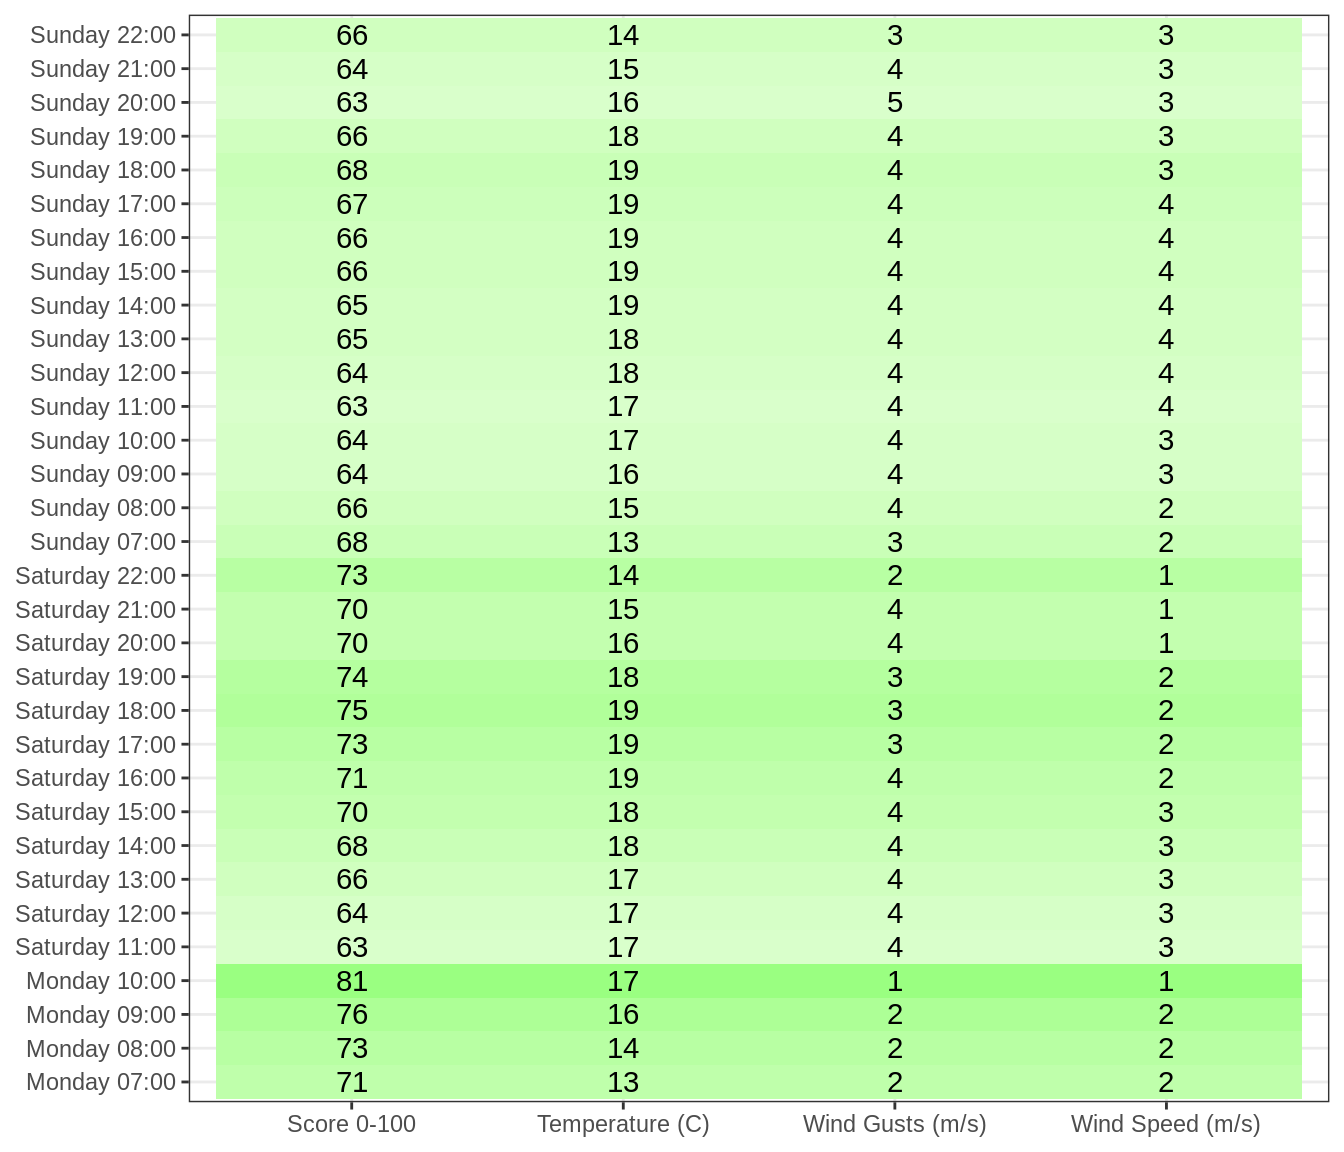 Sunday 22:00 66 14 3 3
Sunday 21:00 64 15 4 3
Sunday 20:00 63 16 5 3
Sunday 19:00 66 18 4 3
Sunday 18:00 68 19 4 3
Sunday 17:00 67 19 4 4
Sunday 16:00 66 19 4 4
Sunday 15:00 66 19 4 4
Sunday 14:00 65 19 4 4
Sunday 13:00 65 18 4 4
Sunday 12:00 64 18 4 4
Sunday 11:00 63 17 4 4
Sunday 10:00 64 17 4 3
Sunday 09:00 64 16 4 3
Sunday 08:00 66 15 4 2
Sunday 07:00 68 13 3 2
Saturday 22:00 73 14 2 1
Saturday 21:00 70 15 4 1
Saturday 20:00 70 16 4 1
Saturday 19:00 74 18 3 2
Saturday 18:00 75 19 3 2
Saturday 17:00 73 19 3 2
Saturday 16:00 71 19 4 2
Saturday 15:00 70 18 4 3
Saturday 14:00 68 18 4 3
Saturday 13:00 66 17 4 3
Saturday 12:00 64 17 4 3
Saturday 11:00 63 17 4 3
Monday 10:00 81 17 1 1
Monday 09:00 76 16 2 2
Monday 08:00 73 14 2 2
Monday 07:00 71 13 2 2
Score 0-100 Temperature (C) Wind Gusts (m/s) Wind Speed (m/s)